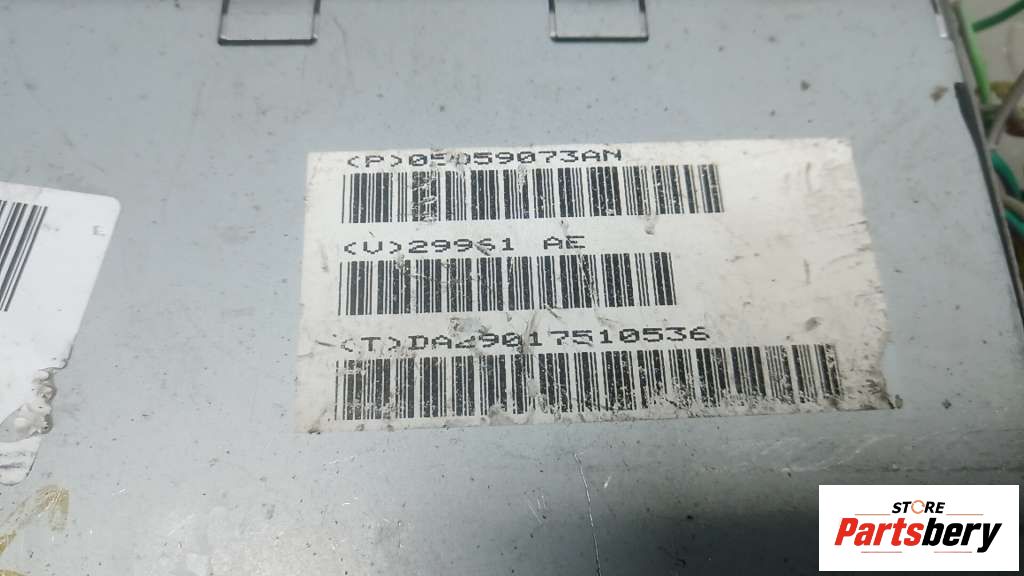 (P)05059073AN
(V)29961 AE
(T)DA29017510536
STORE
Partsbery